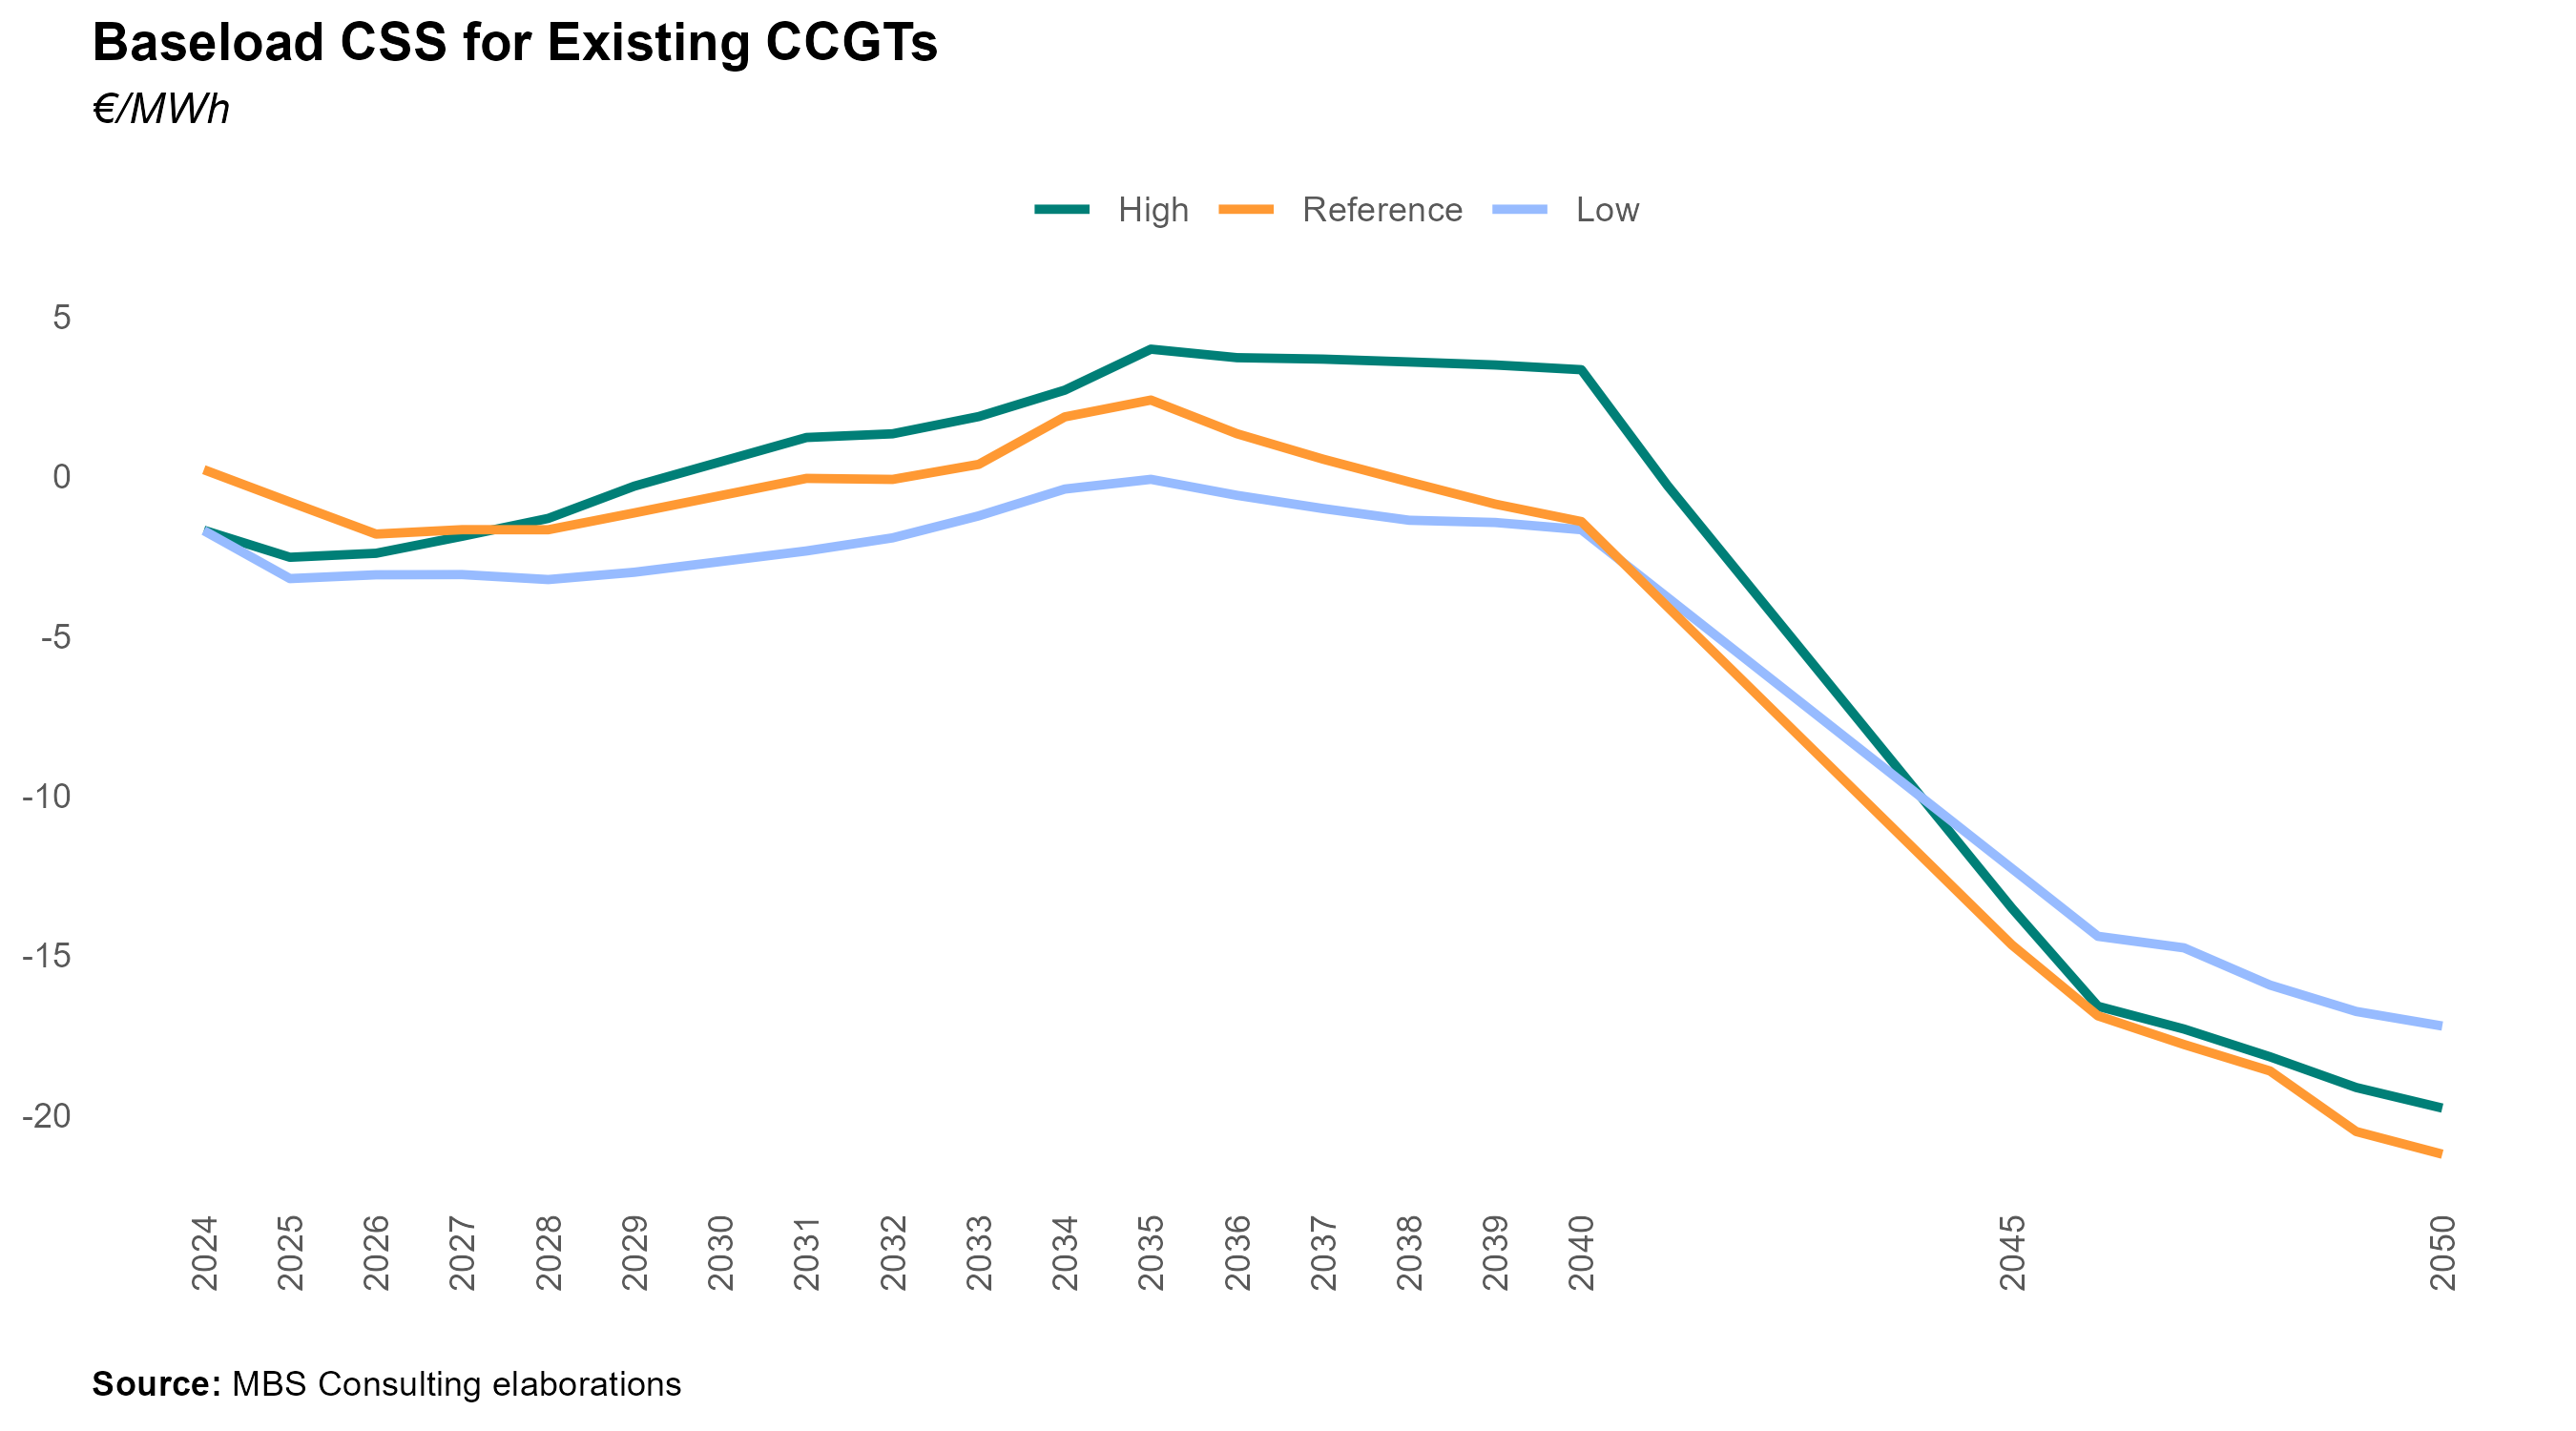 Baseload CSS for Existing CCGTs
€/MWh
High Reference Low
5
0
-5
-10
-15
-20
2024 2025 2026 2027 2028 2029 2030 2031 2032 2033 2034 2035 2036 2037 2038 2039 2040 2045 2050
Source: MBS Consulting elaborations